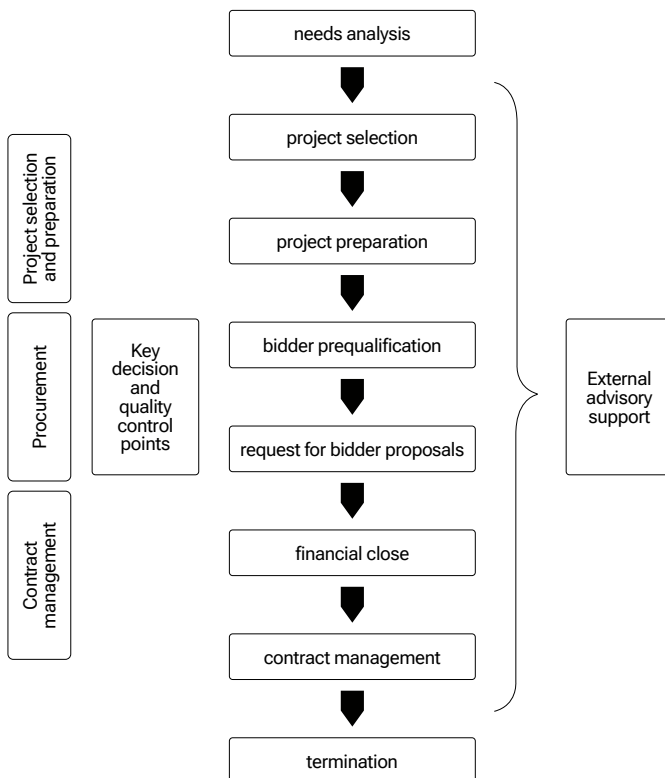 needs analysis
project selection
Project selection
and preparation
project preparation
Procurement
Key
decision
and
quality
control
points
bidder prequalification
External
advisory
support
request for bidder proposals
Contract
management
financial close
contract management
termination